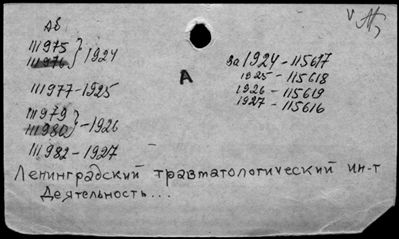 АБ
111975
111976 } 1924
111977-1925
111979
111980 } -1926
111982-1927
А
За 1924-115617
1925-115618
1926-115619
1927-115616
Ленинградский травматологический ин-т
Деятельность...